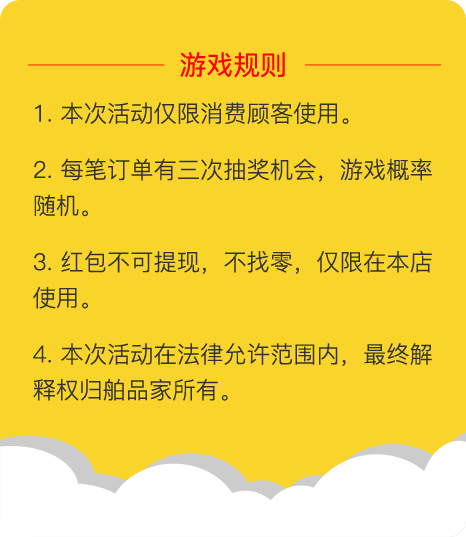 游戏规则
1. 本次活动仅限消费顾客使用。
2. 每笔订单有三次抽奖机会，游戏概率
随机。
3. 红包不可提现，不找零，仅限在本店
使用。
4. 本次活动在法律允许范围内，最终解
释权归舶品家所有。